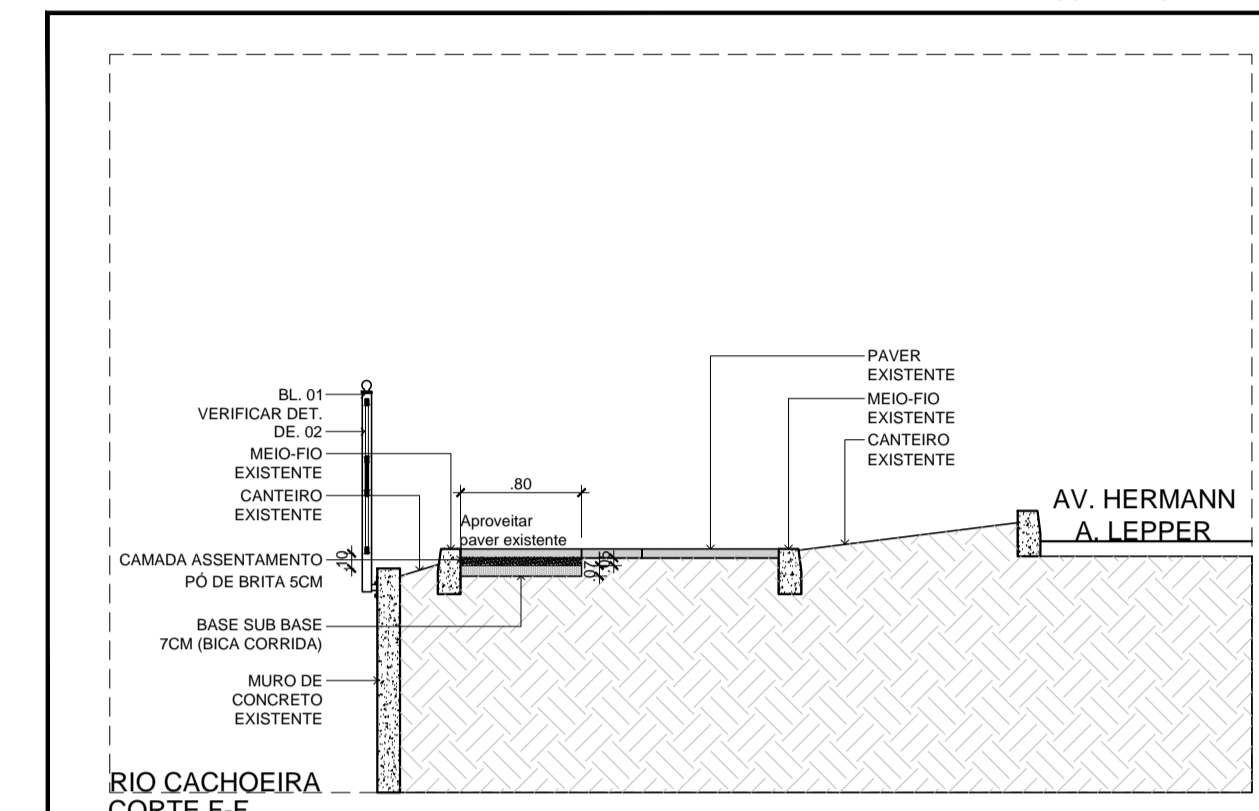 BL. 01
VERIFICAR DET.
DE. 02
MEIO-FIO
EXISTENTE
CANTEIRO
EXISTENTE
CAMADA ASSENTAMENTO
PÓ DE BRITA 5CM
BASE SUB BASE
7CM (BICA CORRIDA)
MURO DE
CONCRETO
EXISTENTE
.10
.80
Aproveitar
paver existente
PAVER
EXISTENTE
MEIO-FIO
EXISTENTE
CANTEIRO
EXISTENTE
AV. HERMANN
A. LEPPER
RIO CACHOEIRA